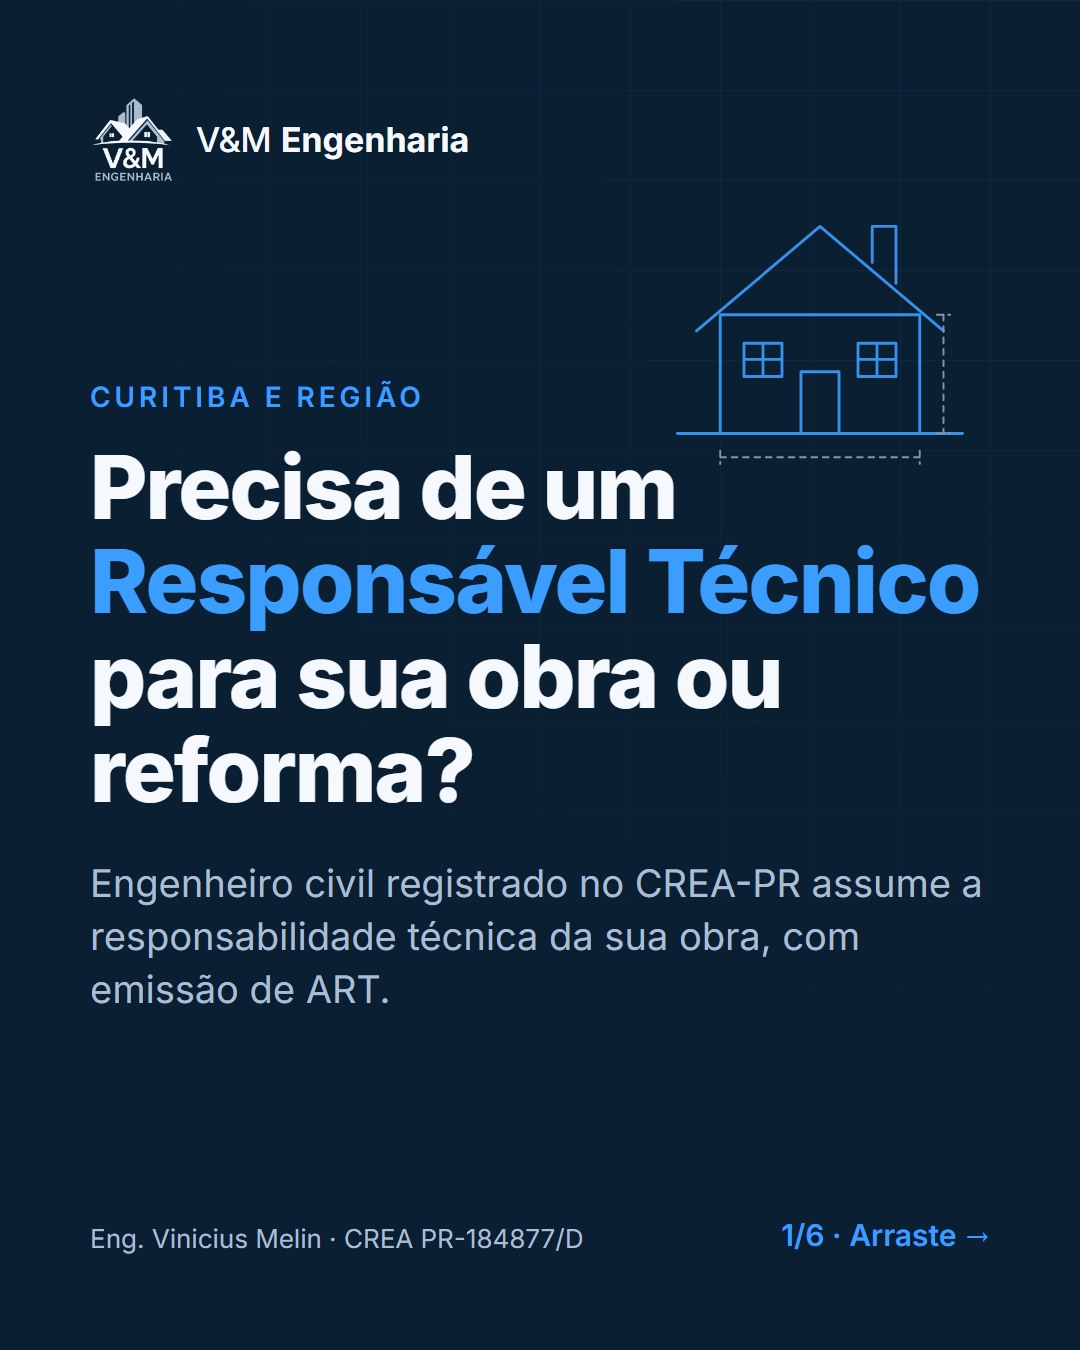 V&M
ENGENHARIA
V&M Engenharia
CURITIBA E REGIÃO
Precisa de um
Responsável Técnico
para sua obra ou
reforma?
Engenheiro civil registrado no CREA-PR assume a
responsabilidade técnica da sua obra, com
emissão de ART.
Eng. Vinicius Melin · CREA PR-184877/D
1/6 · Arraste →